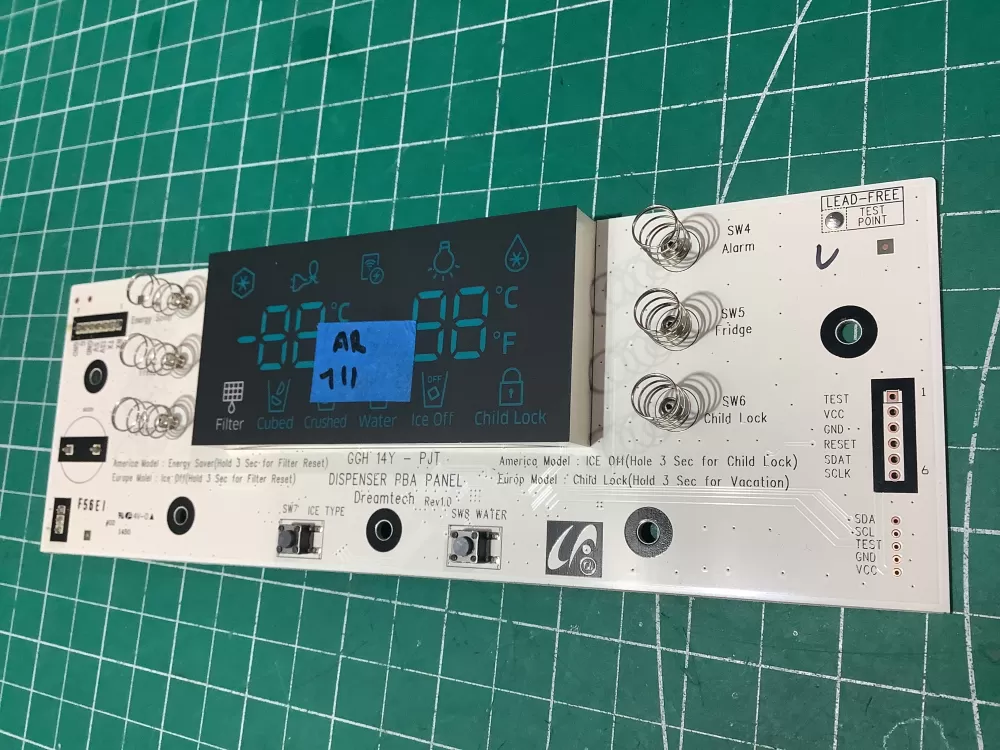 LEAD-FREE
TEST
POINT
SW4
Alarm
SW5
Fridge
SW6
Child Lock
Energy
°C
°C
°F
AR
711
OFF
Filter
Cubed
Crushed
Water
Ice Off
Child Lock
TEST
VCC
GND
RESET
SDAT
SCLK
1
6
America Model : Energy Saver(Hold 3 Sec for Filter Reset)
Europe Model : Ice Off(Hold 3 Sec for Filter Reset)
GGH 14Y - PJT
DISPENSER PBA PANEL
Dreamtech Rev1.0
America Model : ICE Off(Hole 3 Sec for Child Lock)
Europ Model : Child Lock(Hold 3 Sec for Vacation)
SW7 ICE TYPE
SW8 WATER
F56E1
94V-0
SDA
SCL
TEST
GND
VCC